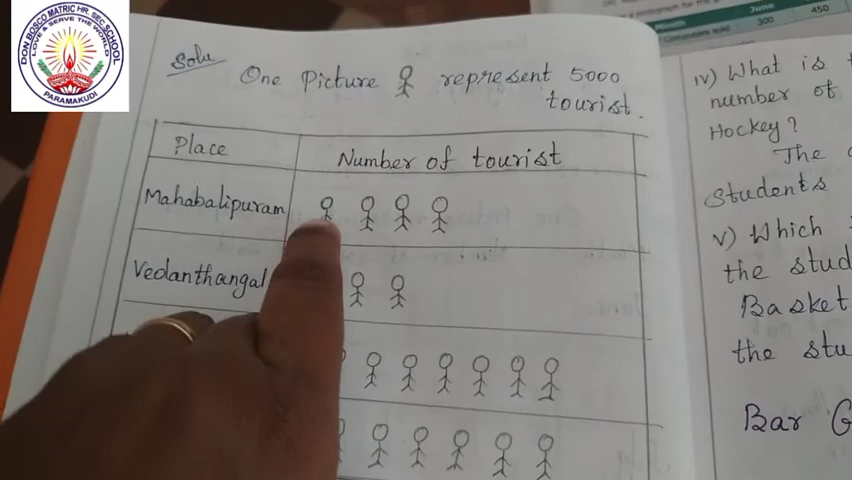 DON BOSCO MATRIC HR. SEC. SCHOOL
LOVE & SERVE THE WORLD
PARAMAKUDI
Solu
One Picture represent 5000
tourist.
Place
Number of tourist
Mahabalipuram
Vedanthangal
Month June
300 450
iv) What is
number of
Hockey?
The
Students
v) Which
the stud
Basket
the stu
Bar G